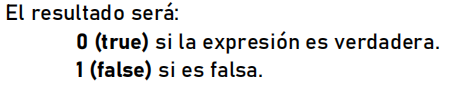 El resultado será:
0 (true) si la expresión es verdadera.
1 (false) si es falsa.